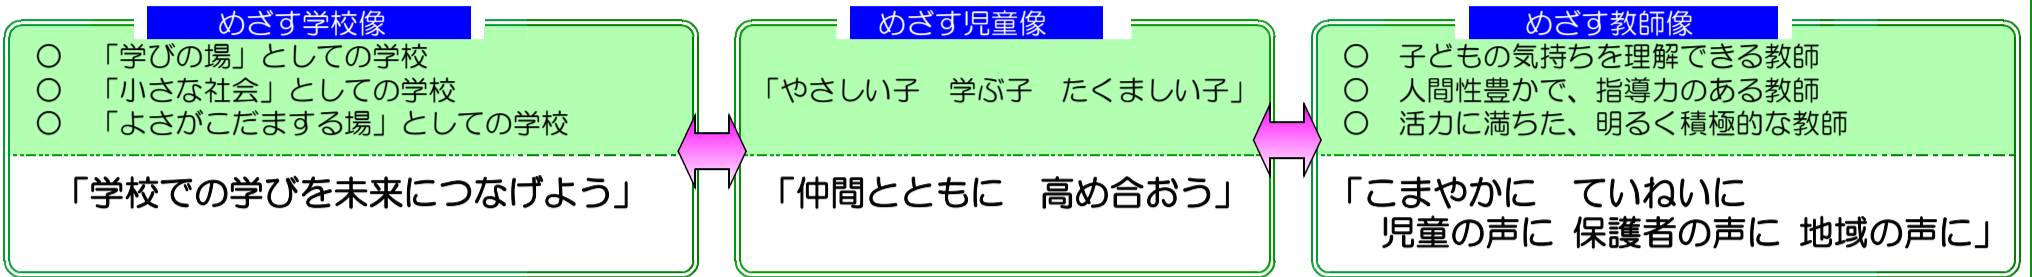 めざす学校像
○　「学びの場」としての学校
○　「小さな社会」としての学校
○　「よさがこだまする場」としての学校
「学校での学びを未来につなげよう」
めざす児童像
「やさしい子　学ぶ子　たくましい子」
「仲間とともに　高め合おう」
めざす教師像
○　子どもの気持ちを理解できる教師
○　人間性豊かで、指導力のある教師
○　活力に満ちた、明るく積極的な教師
「こまやかに　ていねいに
児童の声に 保護者の声に 地域の声に」